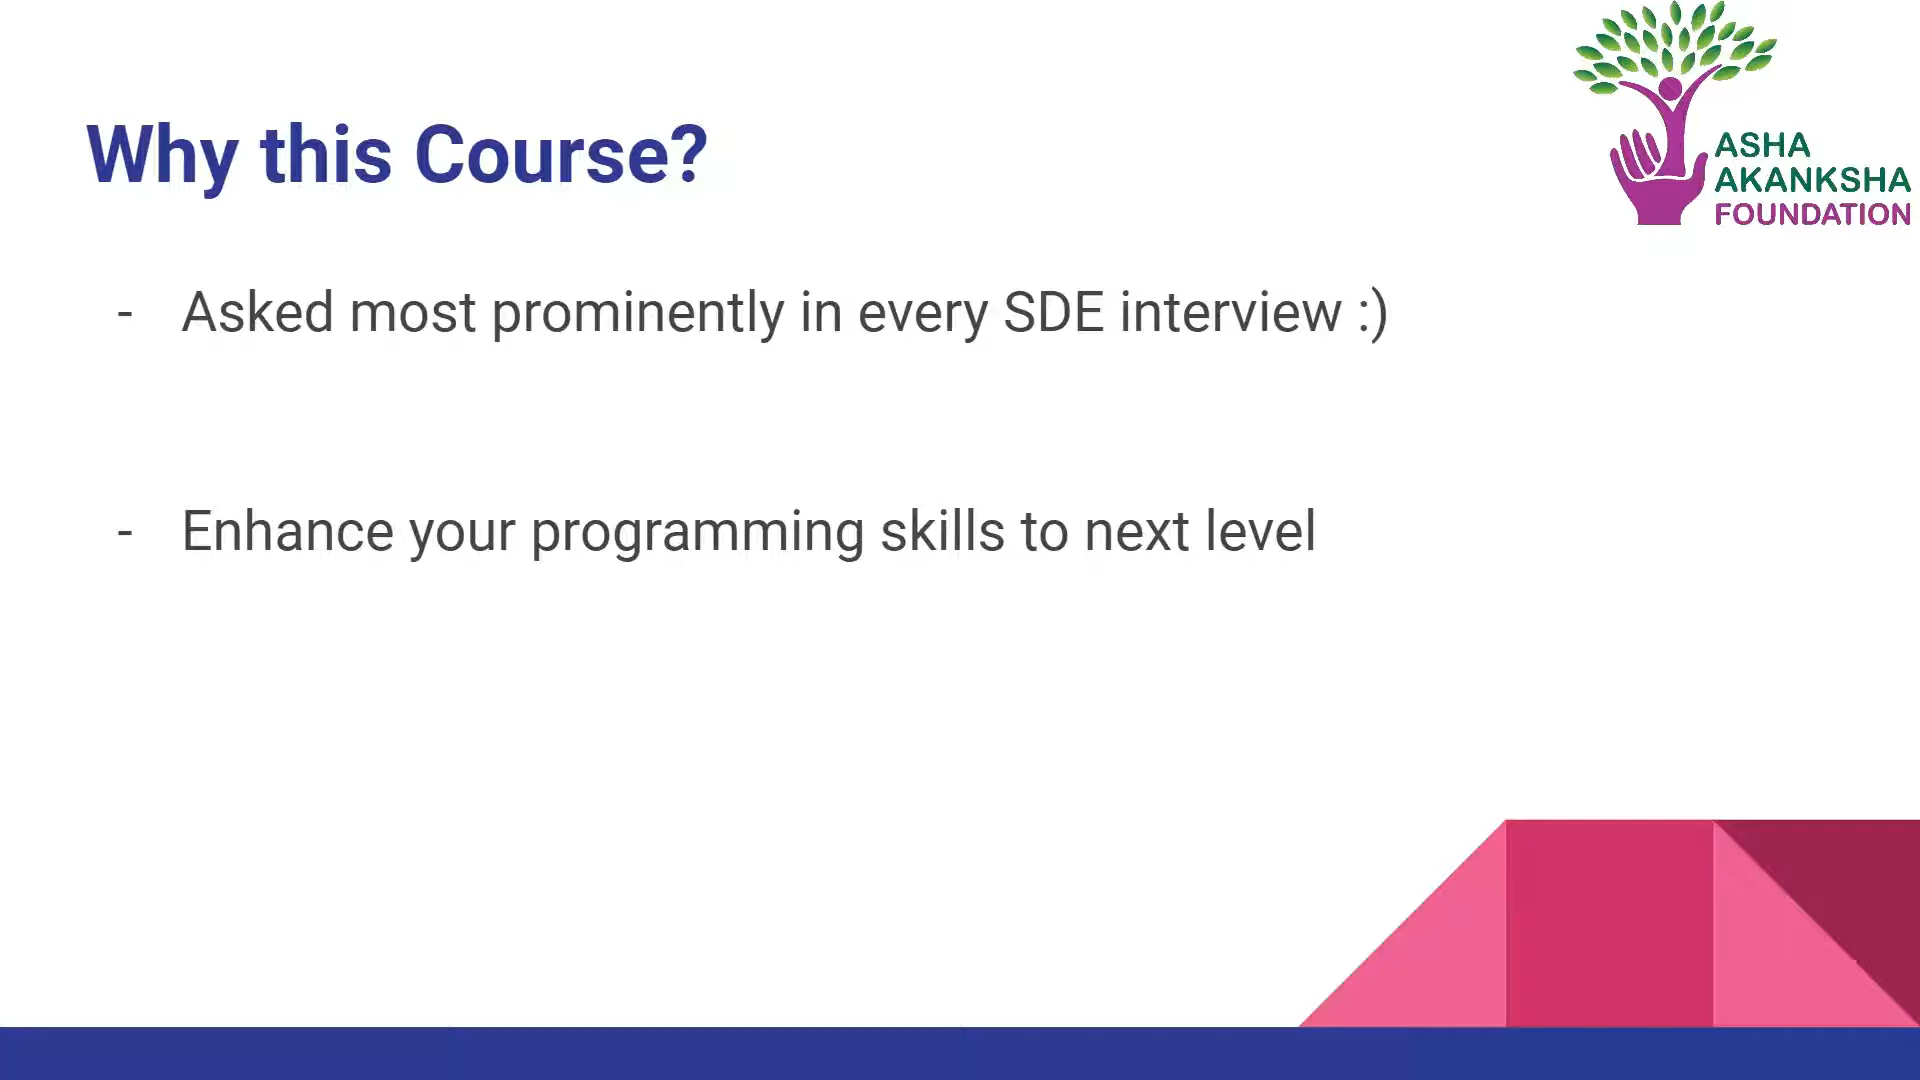 Why this Course?
ASHA
AKANKSHA
FOUNDATION
- Asked most prominently in every SDE interview :)
- Enhance your programming skills to next level